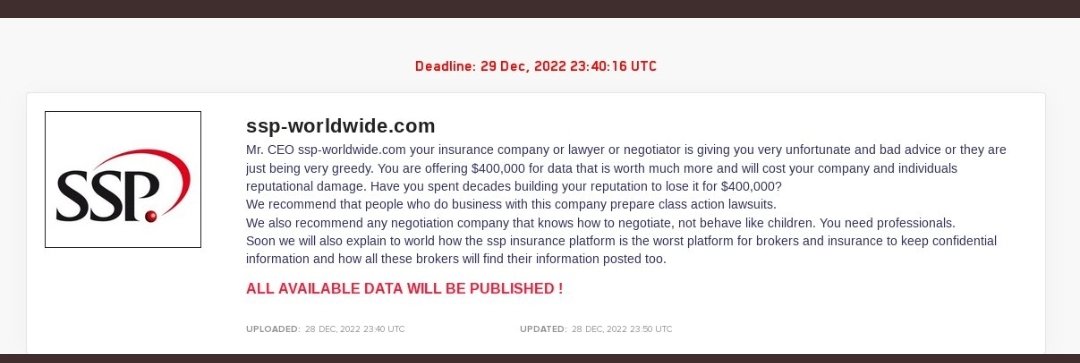 Deadline: 29 Dec, 2022 23:40:16 UTC
SSP
ssp-worldwide.com
Mr. CEO ssp-worldwide.com your insurance company or lawyer or negotiator is giving you very unfortunate and bad advice or they are
just being very greedy. You are offering $400,000 for data that is worth much more and will cost your company and individuals
reputational damage. Have you spent decades building your reputation to lose it for $400,000?
We recommend that people who do business with this company prepare class action lawsuits.
We also recommend any negotiation company that knows how to negotiate, not behave like children. You need professionals.
Soon we will also explain to world how the ssp insurance platform is the worst platform for brokers and insurance to keep confidential
information and how all these brokers will find their information posted too.
ALL AVAILABLE DATA WILL BE PUBLISHED !
UPLOADED: 28 DEC, 2022 23:40 UTC UPDATED: 28 DEC, 2022 23:50 UTC